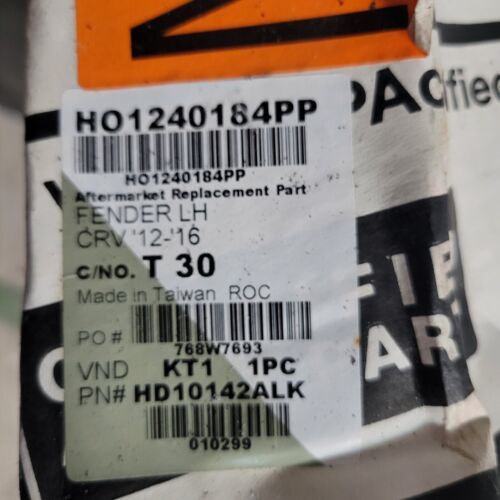 HO1240184PP
HO1240184PP
Aftermarket Replacement Part
FENDER LH
CRV '12-'16
C/NO. T 30
Made in Taiwan ROC
PO #
768W7693
VND KT1 1PC
PN# HD10142ALK
010299